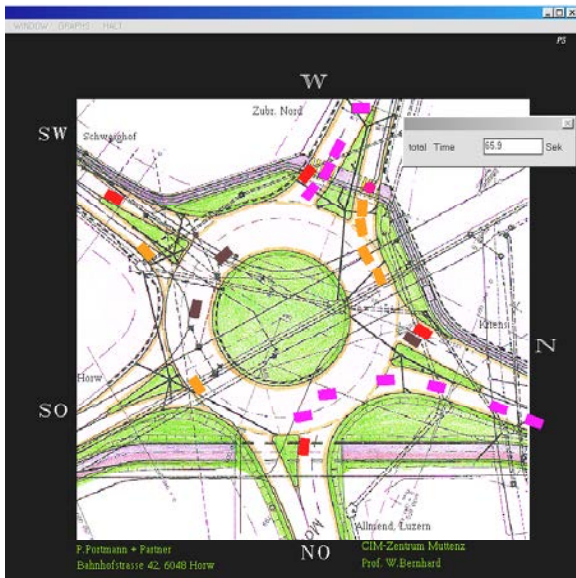 WINDOW GRAPHS HALT
PS
W
Zubr. Nord
SW
Schwarghof
total Time 65.9 Sek
Kriens
N
Horw
SO
Allmend, Luzern
P.Portmann + Partner
Bahnhofstrasse 42, 6048 Horw
NO
CIM-Zentrum Muttenz
Prof. W.Bernhard